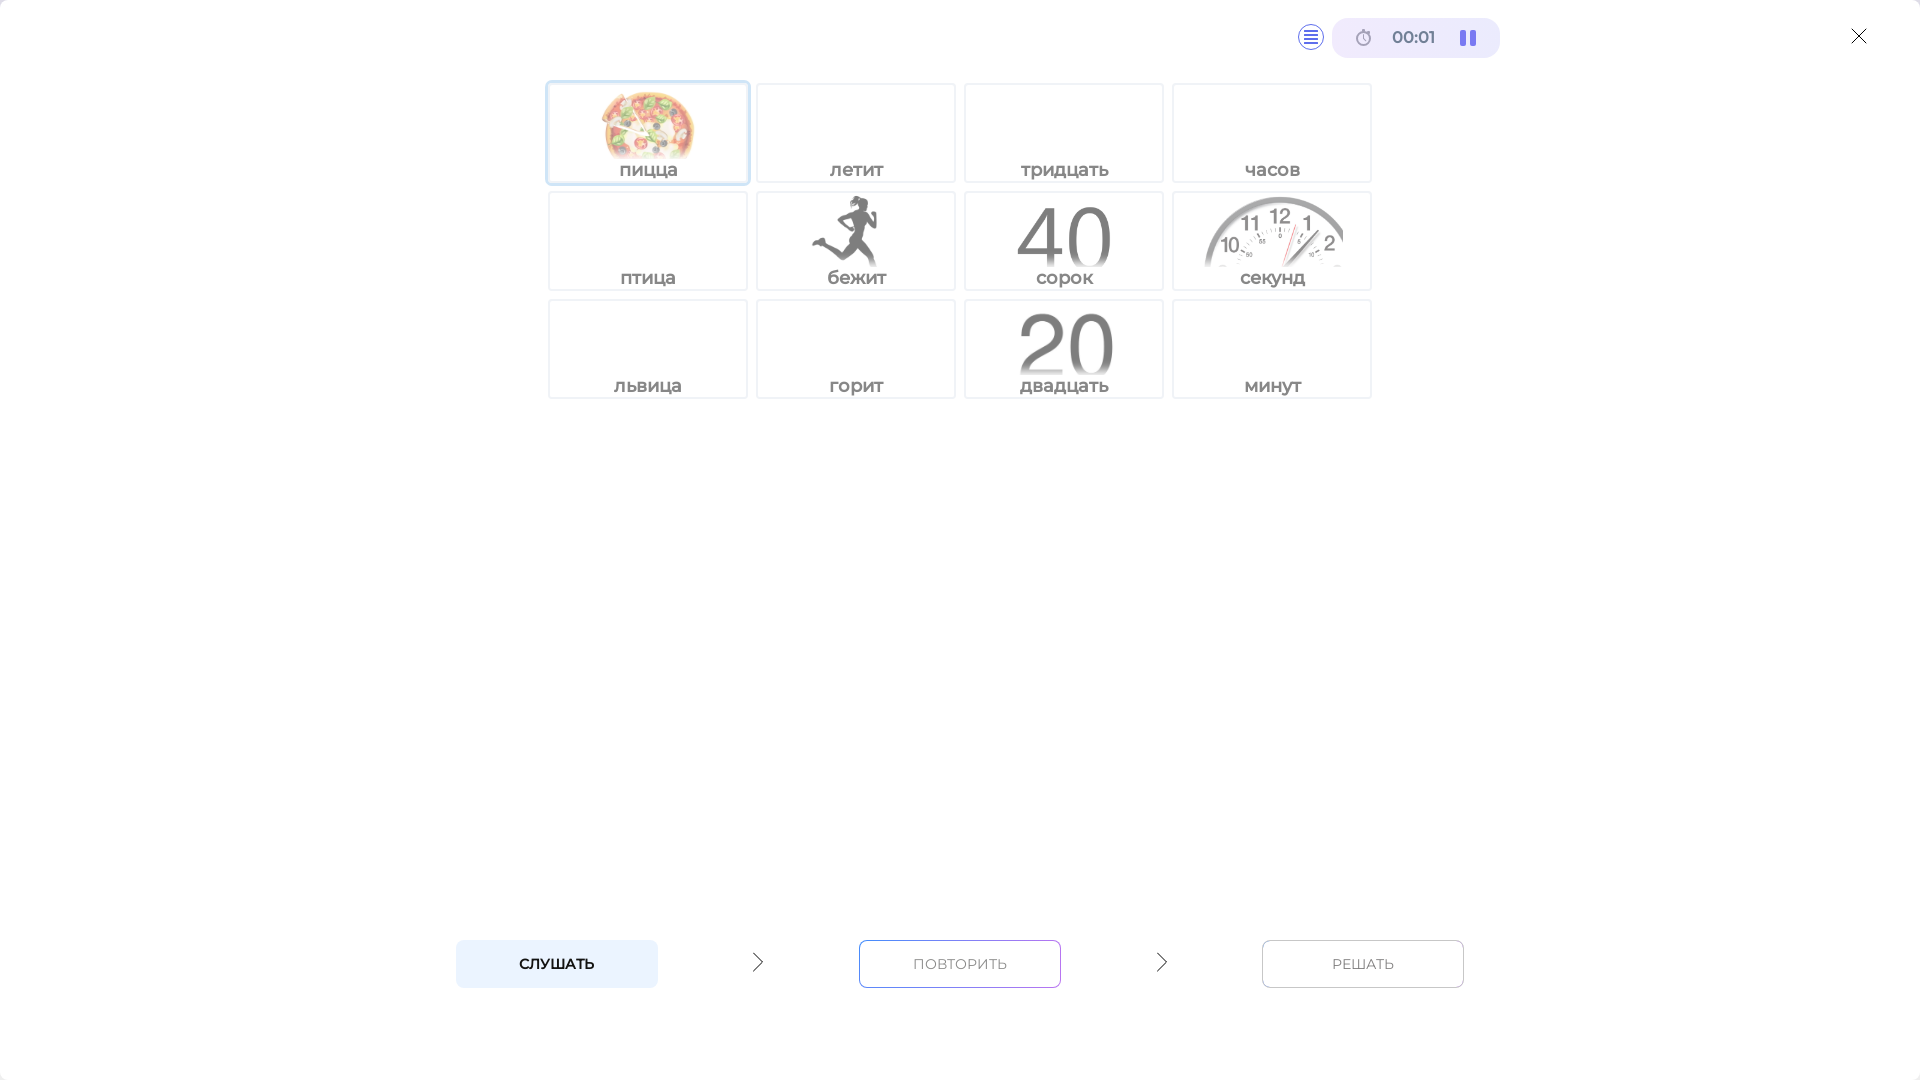 00:01
пицца летит тридцать часов
40 11 12 1 10 2
птица бежит сорок секунд
20
львица горит двадцать минут
СЛУШАТЬ ПОВТОРИТЬ РЕШАТЬ